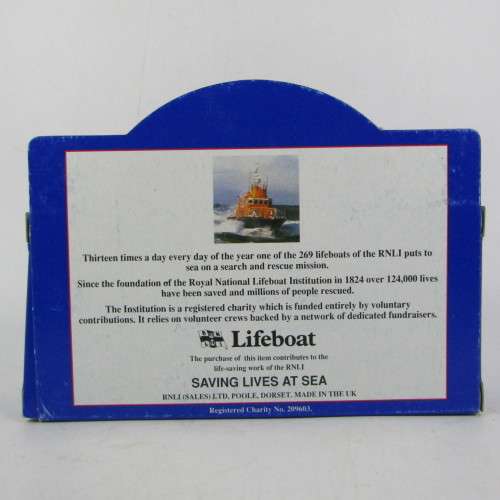 Thirteen times a day every day of the year one of the 269 lifeboats of the RNLI puts to
sea on a search and rescue mission.
Since the foundation of the Royal National Lifeboat Institution in 1824 over 124,000 lives
have been saved and millions of people rescued.
The Institution is a registered charity which is funded entirely by voluntary
contributions. It relies on volunteer crews backed by a network of dedicated fundraisers.
Lifeboat
The purchase of this item contributes to the
life-saving work of the RNLI
SAVING LIVES AT SEA
RNLI (SALES) LTD, POOLE, DORSET. MADE IN THE UK
Registered Charity No. 209603.